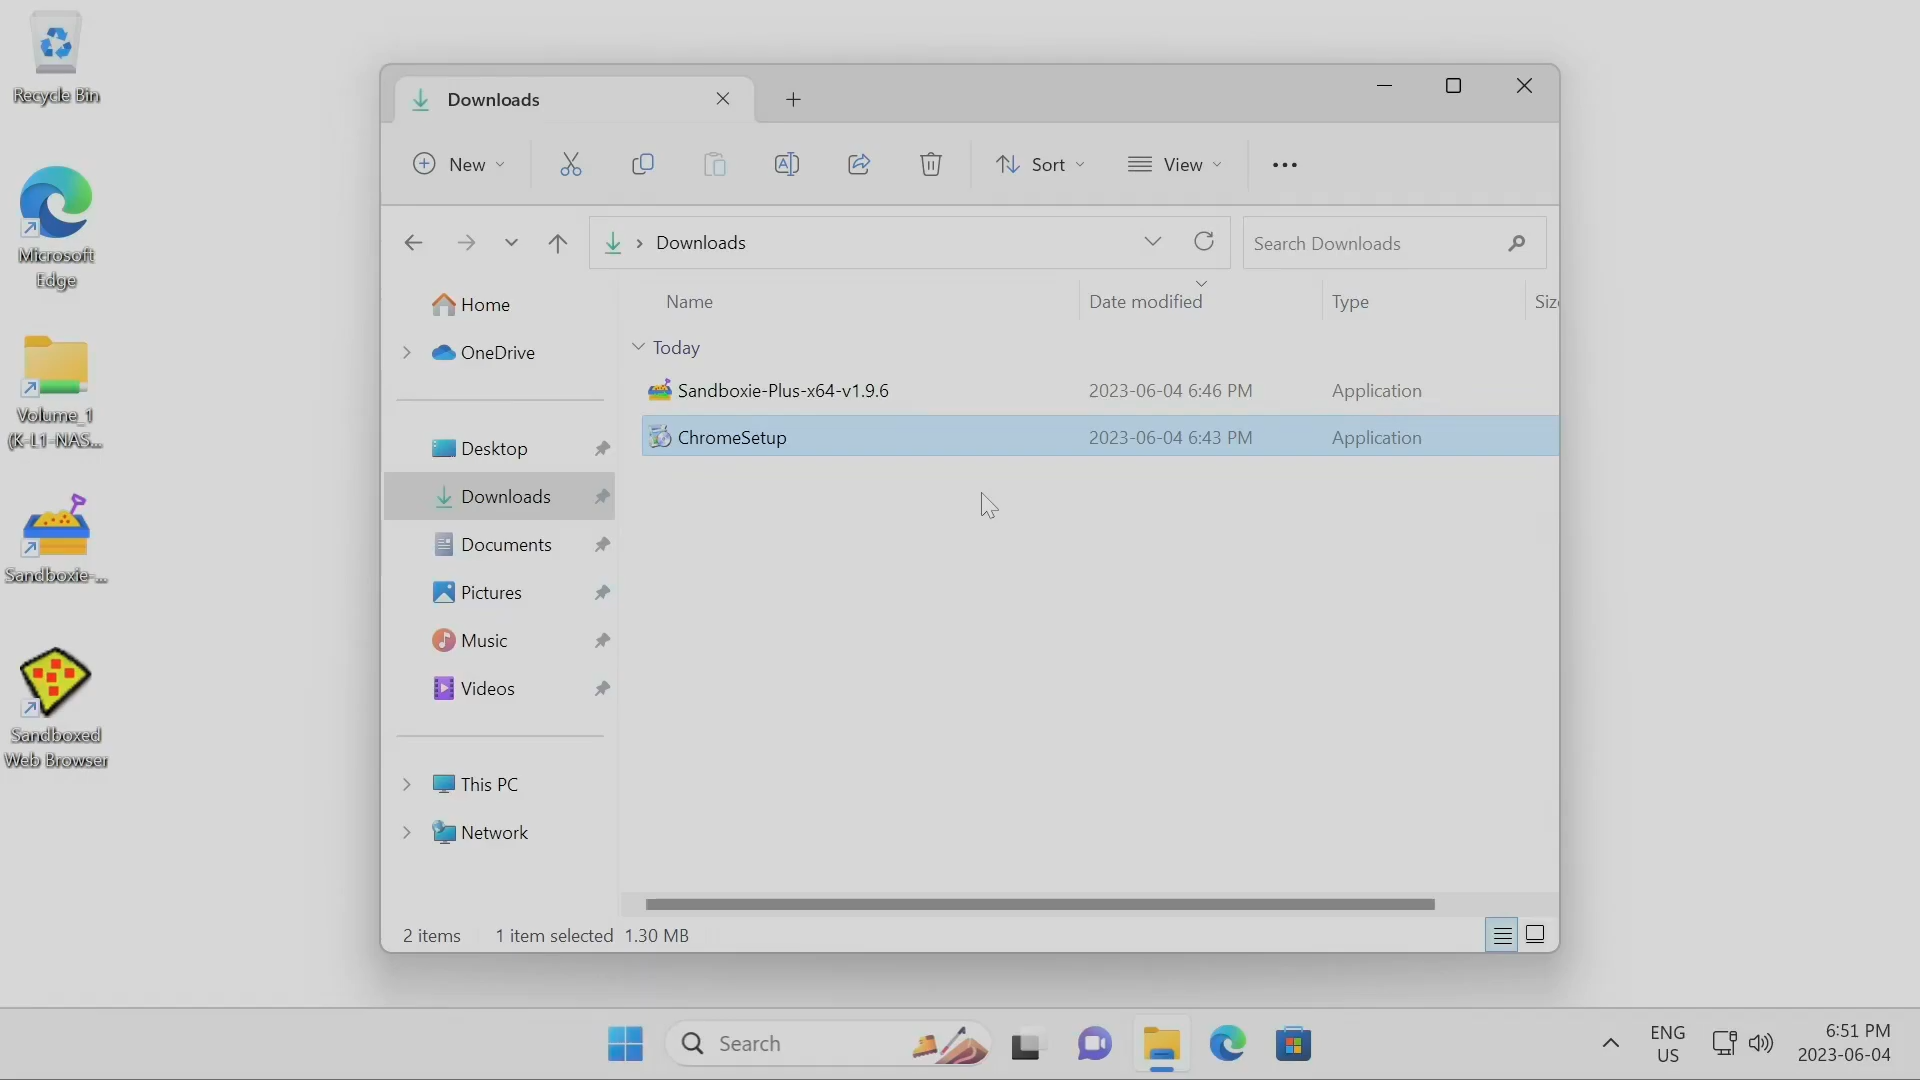 Recycle Bin
Microsoft
Edge
Volume_1
(K-L1-NAS...
Sandboxie-...
Sandboxed
Web Browser
Downloads
New
Sort
View
Downloads
Search Downloads
Home
OneDrive
Desktop
Downloads
Documents
Pictures
Music
Videos
This PC
Network
Name Date modified Type Siz
Today
Sandboxie-Plus-x64-v1.9.6 2023-06-04 6:46 PM Application
ChromeSetup 2023-06-04 6:43 PM Application
2 items 1 item selected 1.30 MB
Search
ENG
US
6:51 PM
2023-06-04